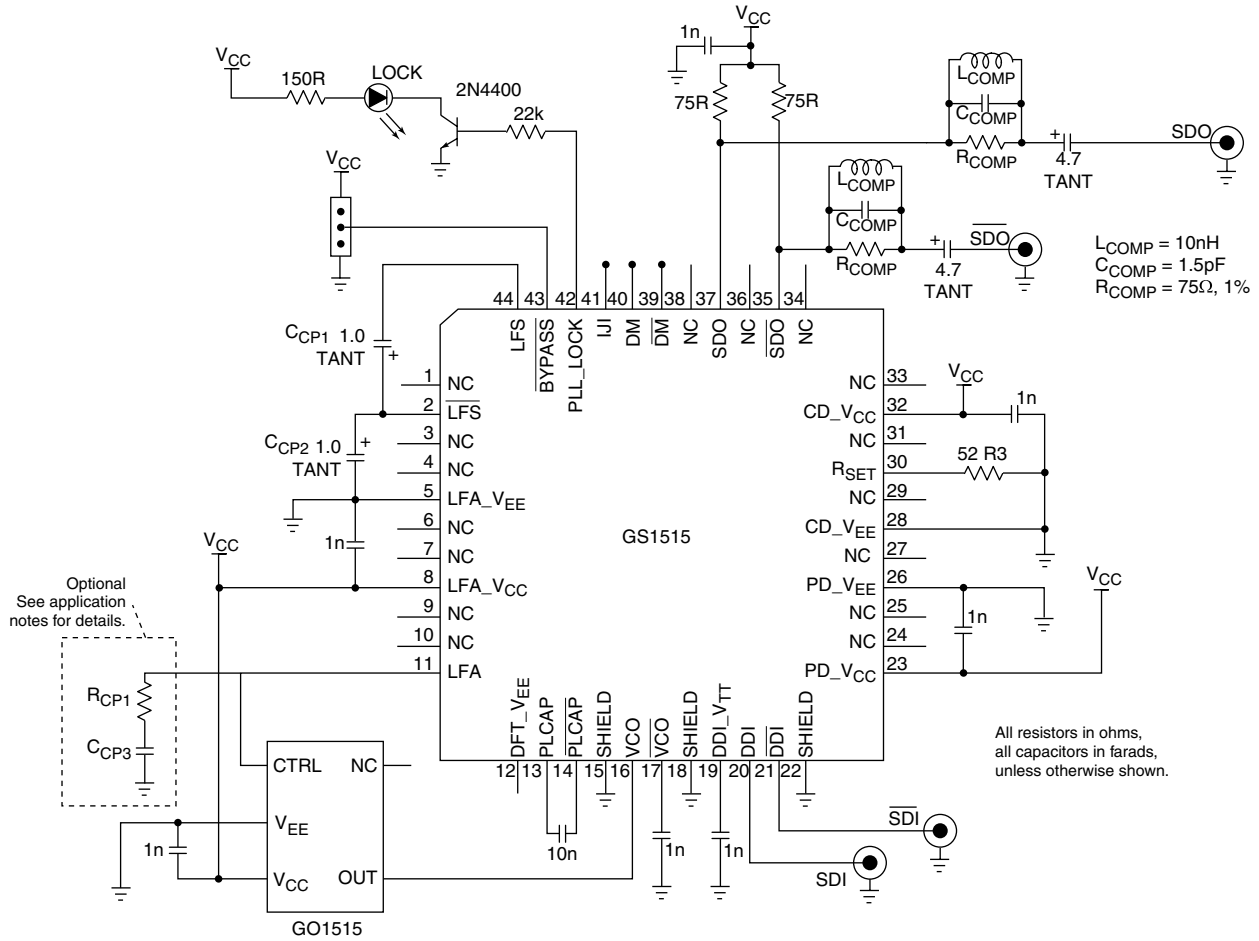 VCC
150R
LOCK
2N4400
22k
VCC
1n
VCC
75R
75R
LCOMP
CCOMP
RCOMP
+
4.7
TANT
SDO
LCOMP
CCOMP
RCOMP
+
4.7
TANT
SDO
LCOMP = 10nH
CCOMP = 1.5pF
RCOMP = 75Ω, 1%
44 43 42 41 40 39 38 37 36 35 34
LFS
BYPASS
PLL_LOCK
IJI
DM
DM
NC
SDO
NC
SDO
NC
CCP1 1.0
TANT
+
CCP2 1.0
TANT
+
1n
VCC
1 NC
2 LFS
3 NC
4 NC
5 LFA_VEE
6 NC
7 NC
8 LFA_VCC
9 NC
10 NC
11 LFA
GS1515
NC 33
CD_VCC 32
NC 31
RSET 30
NC 29
CD_VEE 28
NC 27
PD_VEE 26
NC 25
NC 24
PD_VCC 23
VCC
1n
52 R3
1n
VCC
Optional
See application
notes for details.
RCP1
CCP3
DFT_VEE
PLCAP
PLCAP
SHIELD
VCO
VCO
SHIELD
DDI_VTT
DDI
DDI
SHIELD
12 13 14 15 16 17 18 19 20 21 22
10n
1n
1n
SDI
SDI
All resistors in ohms,
all capacitors in farads,
unless otherwise shown.
CTRL NC
VEE
VCC OUT
1n
GO1515